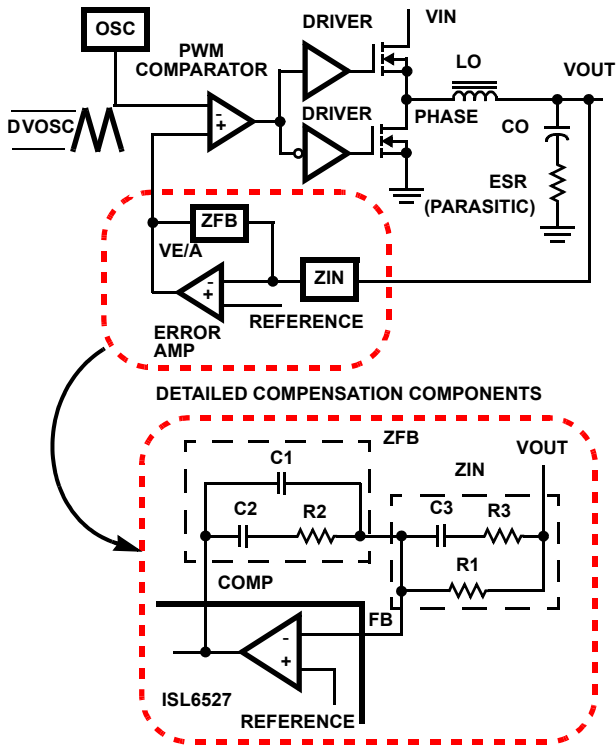 OSC
PWM
COMPARATOR
DRIVER
VIN
LO
VOUT
DVOSC
-
+
DRIVER
PHASE
CO
ESR
(PARASITIC)
ZFB
VE/A
ZIN
-
+
REFERENCE
ERROR
AMP
DETAILED COMPENSATION COMPONENTS
ZFB
VOUT
C1
ZIN
C2
R2
C3
R3
R1
COMP
FB
-
+
ISL6527
REFERENCE